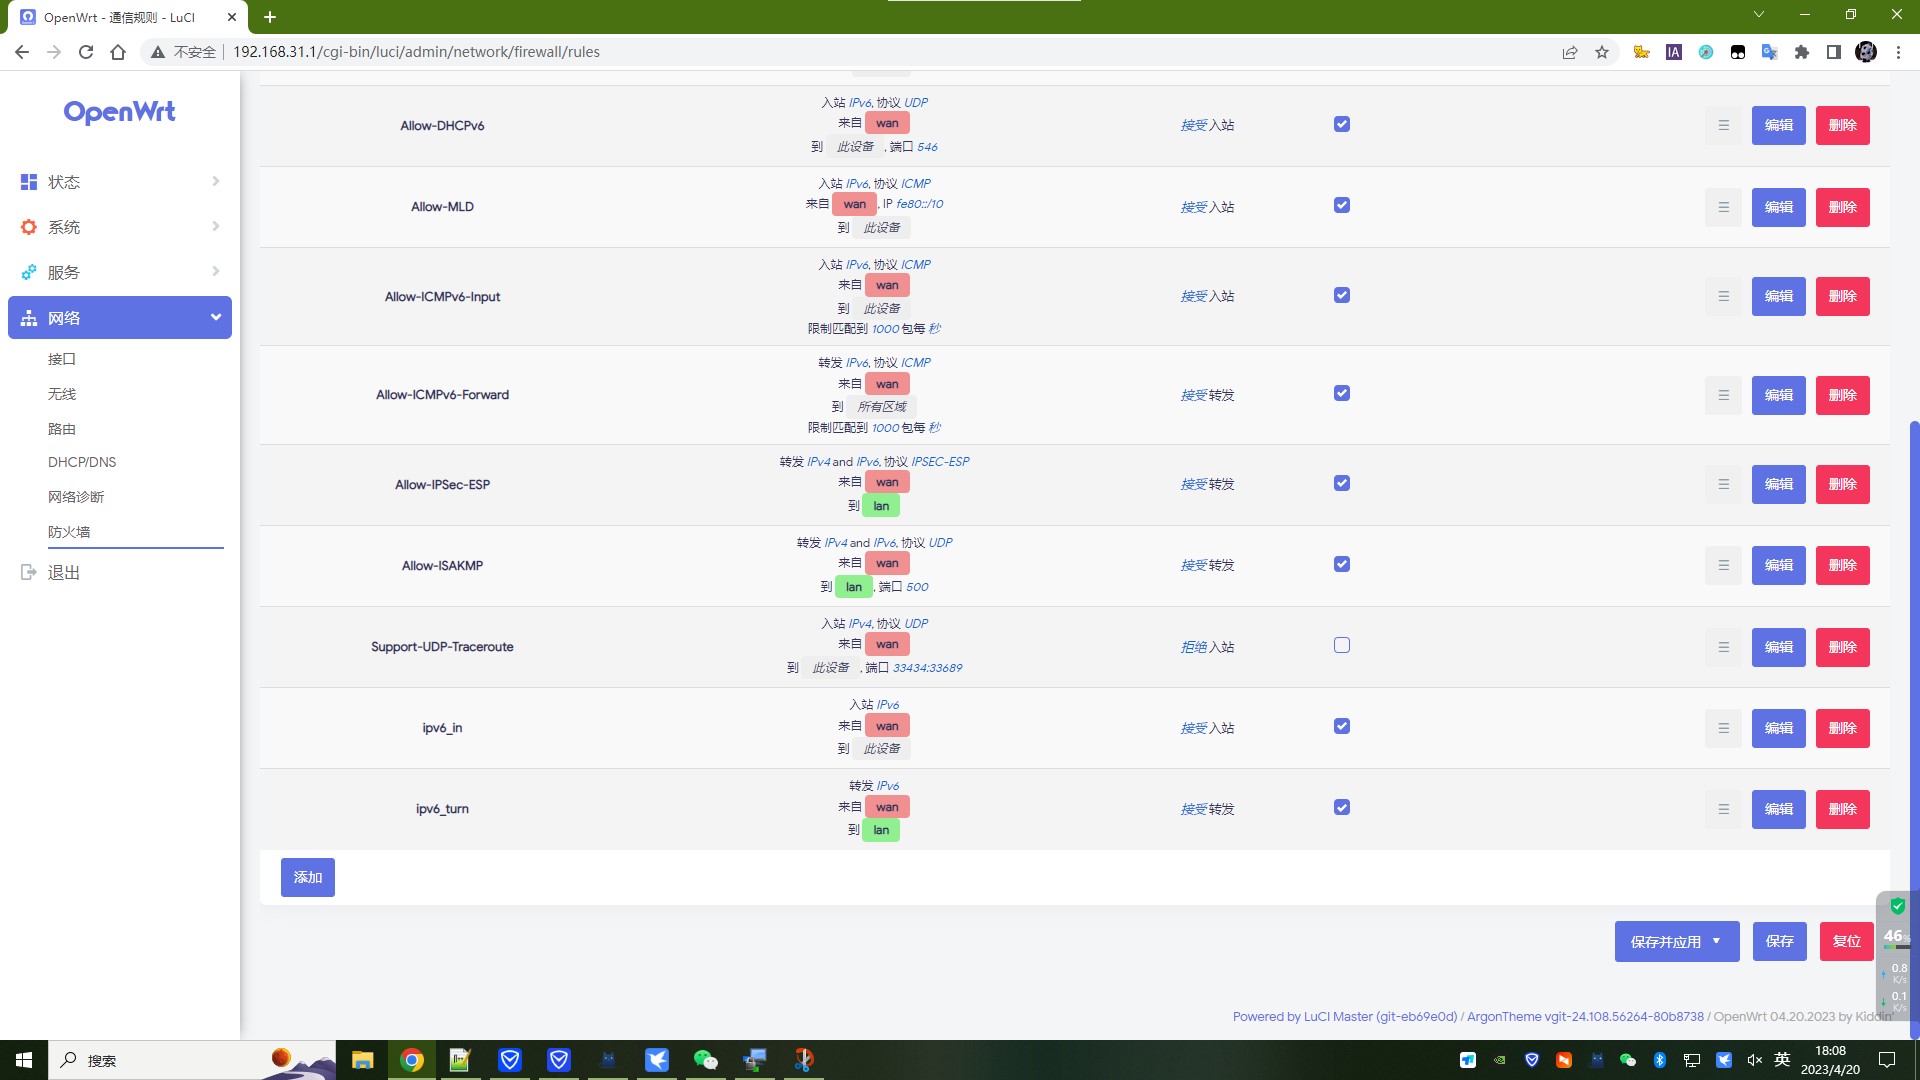 OpenWrt - 通信规则 - LuCI
不安全
192.168.31.1/cgi-bin/luci/admin/network/firewall/rules
IA
OpenWrt
状态
系统
服务
网络
接口
无线
路由
DHCP/DNS
网络诊断
防火墙
退出
Allow-DHCPv6
入站 IPv6, 协议 UDP
来自 wan
到 此设备 , 端口 546
接受入站
编辑
删除
Allow-MLD
入站 IPv6, 协议 ICMP
来自 wan , IP fe80::/10
到 此设备
接受入站
编辑
删除
Allow-ICMPv6-Input
入站 IPv6, 协议 ICMP
来自 wan
到 此设备
限制匹配到 1000 包每 秒
接受入站
编辑
删除
Allow-ICMPv6-Forward
转发 IPv6, 协议 ICMP
来自 wan
到 所有区域
限制匹配到 1000 包每 秒
接受转发
编辑
删除
Allow-IPSec-ESP
转发 IPv4 and IPv6, 协议 IPSEC-ESP
来自 wan
到 lan
接受转发
编辑
删除
Allow-ISAKMP
转发 IPv4 and IPv6, 协议 UDP
来自 wan
到 lan , 端口 500
接受转发
编辑
删除
Support-UDP-Traceroute
入站 IPv4, 协议 UDP
来自 wan
到 此设备 , 端口 33434:33689
拒绝入站
编辑
删除
ipv6_in
入站 IPv6
来自 wan
到 此设备
接受入站
编辑
删除
ipv6_turn
转发 IPv6
来自 wan
到 lan
接受转发
编辑
删除
添加
保存并应用
保存
复位
46%
0.8
K/s
0.1
K/s
Powered by LuCI Master (git-eb69e0d) / ArgonTheme vgit-24.108.56264-80b8738 / OpenWrt 04.20.2023 by Kiddin'
搜索
英
18:08
2023/4/20